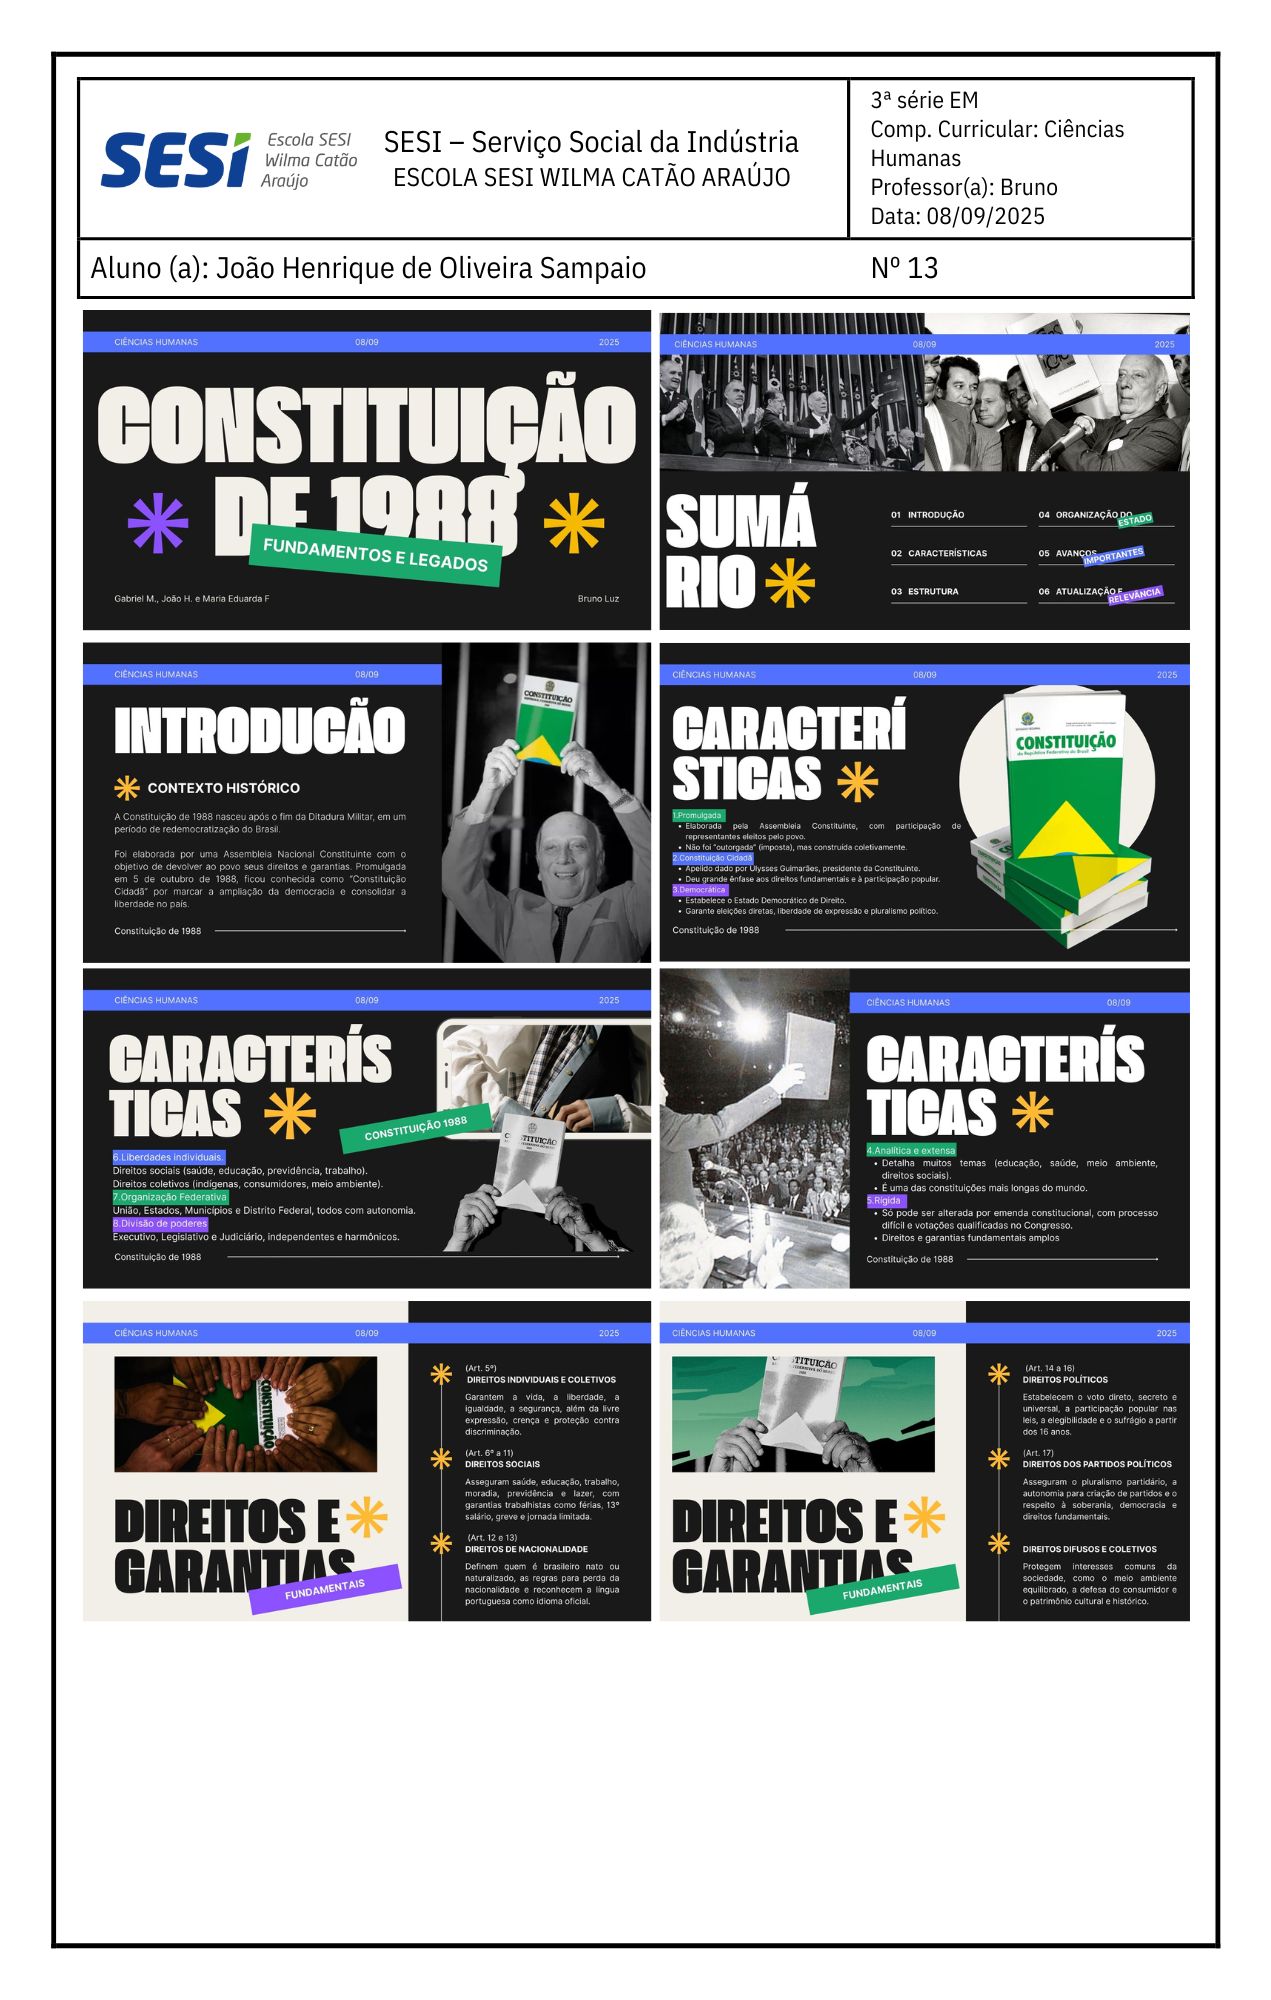 SESI
Escola SESI
Wilma Catão
Araújo
SESI – Serviço Social da Indústria
ESCOLA SESI WILMA CATÃO ARAÚJO
3ª série EM
Comp. Curricular: Ciências
Humanas
Professor(a): Bruno
Data: 08/09/2025
Aluno (a): João Henrique de Oliveira Sampaio
Nº 13
CIÊNCIAS HUMANAS 08/09 2025
CONSTITUIÇÃO
DE 1988
FUNDAMENTOS E LEGADOS
Gabriel M., João H. e Maria Eduarda F
Bruno Luz
CIÊNCIAS HUMANAS 08/09 2025
SUMÁ
RIO
01 INTRODUÇÃO
02 CARACTERÍSTICAS
03 ESTRUTURA
04 ORGANIZAÇÃO DO
ESTADO
05 AVANÇOS
IMPORTANTES
06 ATUALIZAÇÃO E
RELEVÂNCIA
CIÊNCIAS HUMANAS 08/09
INTRODUCÃO
CONTEXTO HISTÓRICO
A Constituição de 1988 nasceu após o fim da Ditadura Militar, em um
período de redemocratização do Brasil.
Foi elaborada por uma Assembleia Nacional Constituinte com o
objetivo de devolver ao povo seus direitos e garantias. Promulgada
em 5 de outubro de 1988, ficou conhecida como “Constituição
Cidadã” por marcar a ampliação da democracia e consolidar a
liberdade no país.
Constituição de 1988
CONSTITUIÇÃO
CIÊNCIAS HUMANAS 08/09 2025
CARACTERÍ
STICAS
1.Promulgada
• Elaborada pela Assembleia Constituinte, com participação de
representantes eleitos pelo povo.
• Não foi “outorgada” (imposta), mas construída coletivamente.
2.Constituição Cidadã
• Apelido dado por Ulysses Guimarães, presidente da Constituinte.
• Deu grande ênfase aos direitos fundamentais e à participação popular.
3.Democrática
• Estabelece o Estado Democrático de Direito.
• Garante eleições diretas, liberdade de expressão e pluralismo político.
Constituição de 1988
CONSTITUIÇÃO
da República Federativa do Brasil
CIÊNCIAS HUMANAS 08/09 2025
CARACTERÍS
TICAS
CONSTITUIÇÃO 1988
6.Liberdades individuais.
Direitos sociais (saúde, educação, previdência, trabalho).
Direitos coletivos (indígenas, consumidores, meio ambiente).
7.Organização Federativa
União, Estados, Municípios e Distrito Federal, todos com autonomia.
8.Divisão de poderes
Executivo, Legislativo e Judiciário, independentes e harmônicos.
Constituição de 1988
CIÊNCIAS HUMANAS 08/09
CARACTERÍS
TICAS
4.Analítica e extensa
• Detalha muitos temas (educação, saúde, meio ambiente,
direitos sociais).
• É uma das constituições mais longas do mundo.
5.Rígida
• Só pode ser alterada por emenda constitucional, com processo
difícil e votações qualificadas no Congresso.
• Direitos e garantias fundamentais amplos
Constituição de 1988
CIÊNCIAS HUMANAS 08/09 2025
CONSTITUIÇÃO
DIREITOS E
GARANTIAS
FUNDAMENTAIS
(Art. 5º)
DIREITOS INDIVIDUAIS E COLETIVOS
Garantem a vida, a liberdade, a
igualdade, a segurança, além da livre
expressão, crença e proteção contra
discriminação.
(Art. 6º a 11)
DIREITOS SOCIAIS
Asseguram saúde, educação, trabalho,
moradia, previdência e lazer, com
garantias trabalhistas como férias, 13º
salário, greve e jornada limitada.
(Art. 12 e 13)
DIREITOS DE NACIONALIDADE
Definem quem é brasileiro nato ou
naturalizado, as regras para perda da
nacionalidade e reconhecem a língua
portuguesa como idioma oficial.
CIÊNCIAS HUMANAS 08/09 2025
DIREITOS E
GARANTIAS
FUNDAMENTAIS
(Art. 14 a 16)
DIREITOS POLÍTICOS
Estabelecem o voto direto, secreto e
universal, a participação popular nas
leis, a elegibilidade e o sufrágio a partir
dos 16 anos.
(Art. 17)
DIREITOS DOS PARTIDOS POLÍTICOS
Asseguram o pluralismo partidário, a
autonomia para criação de partidos e o
respeito à soberania, democracia e
direitos fundamentais.
DIREITOS DIFUSOS E COLETIVOS
Protegem interesses comuns da
sociedade, como o meio ambiente
equilibrado, a defesa do consumidor e
o patrimônio cultural e histórico.